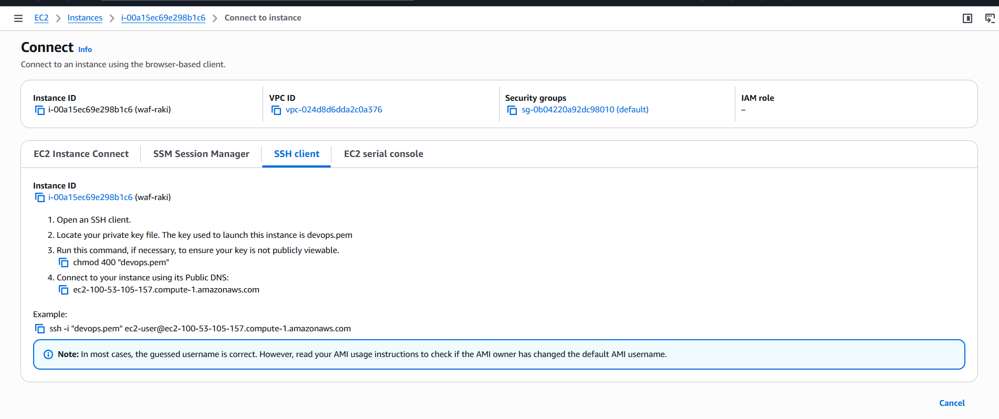 EC2 > Instances > i-00a15ec69e298b1c6 > Connect to instance
Connect Info
Connect to an instance using the browser-based client.
Instance ID
i-00a15ec69e298b1c6 (waf-raki)
VPC ID
vpc-024d8d6dda2c0a376
Security groups
sg-0b04220a92dc98010 (default)
IAM role
–
EC2 Instance Connect
SSM Session Manager
SSH client
EC2 serial console
Instance ID
i-00a15ec69e298b1c6 (waf-raki)
1. Open an SSH client.
2. Locate your private key file. The key used to launch this instance is devops.pem
3. Run this command, if necessary, to ensure your key is not publicly viewable.
chmod 400 "devops.pem"
4. Connect to your instance using its Public DNS:
ec2-100-53-105-157.compute-1.amazonaws.com
Example:
ssh -i "devops.pem" ec2-user@ec2-100-53-105-157.compute-1.amazonaws.com
Note: In most cases, the guessed username is correct. However, read your AMI usage instructions to check if the AMI owner has changed the default AMI username.
Cancel